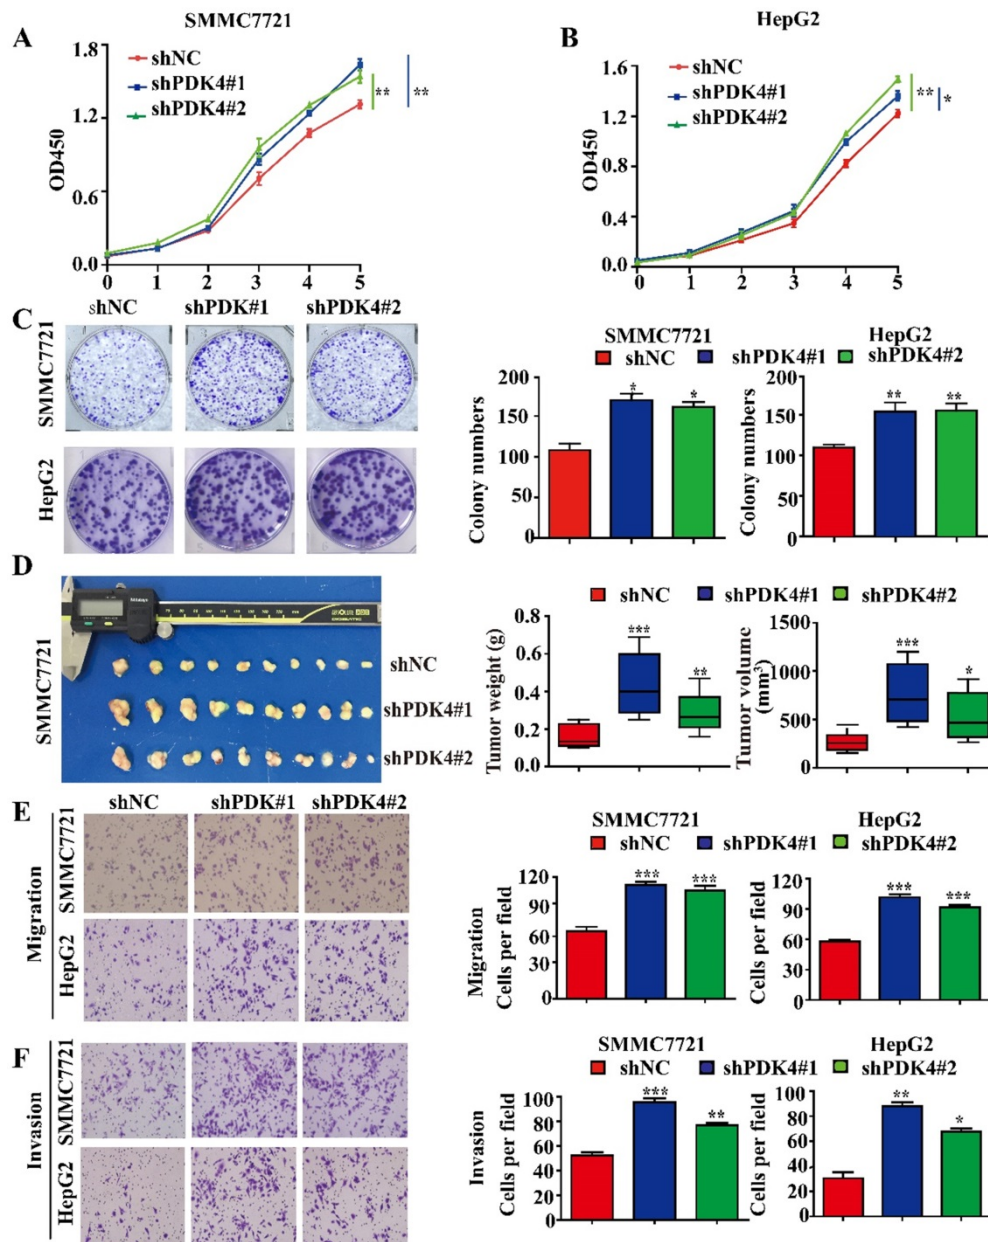 A
SMMC7721
1.8
1.2
0.6
0.0
OD450
shNC
shPDK4#1
shPDK4#2
**
**
0 1 2 3 4 5
B
HepG2
1.6
1.2
0.8
0.4
0.0
OD450
shNC
shPDK4#1
shPDK4#2
**
*
0 1 2 3 4 5
C
shNC shPDK#1 shPDK4#2
SMMC7721
HepG2
SMMC7721 HepG2
shNC shPDK4#1 shPDK4#2
Colony numbers
200
150
100
50
0
*
*
Colony numbers
200
150
100
50
0
**
**
D
SMMC7721
shNC
shPDK4#1
shPDK4#2
shNC shPDK4#1 shPDK4#2
Tumor weight (g)
0.8
0.6
0.4
0.2
0.0
***
**
Tumor volume
(mm3)
1500
1000
500
0
***
*
E
shNC shPDK#1 shPDK4#2
Migration
SMMC7721
HepG2
SMMC7721 HepG2
shNC shPDK4#1 shPDK4#2
Migration
Cells per field
120
90
60
30
0
***
***
Cells per field
120
90
60
30
0
***
***
F
Invasion
SMMC7721
HepG2
SMMC7721 HepG2
shNC shPDK4#1 shPDK4#2
Invasion
Cells per field
100
80
60
40
20
0
***
**
Cells per field
100
80
60
40
20
0
**
*